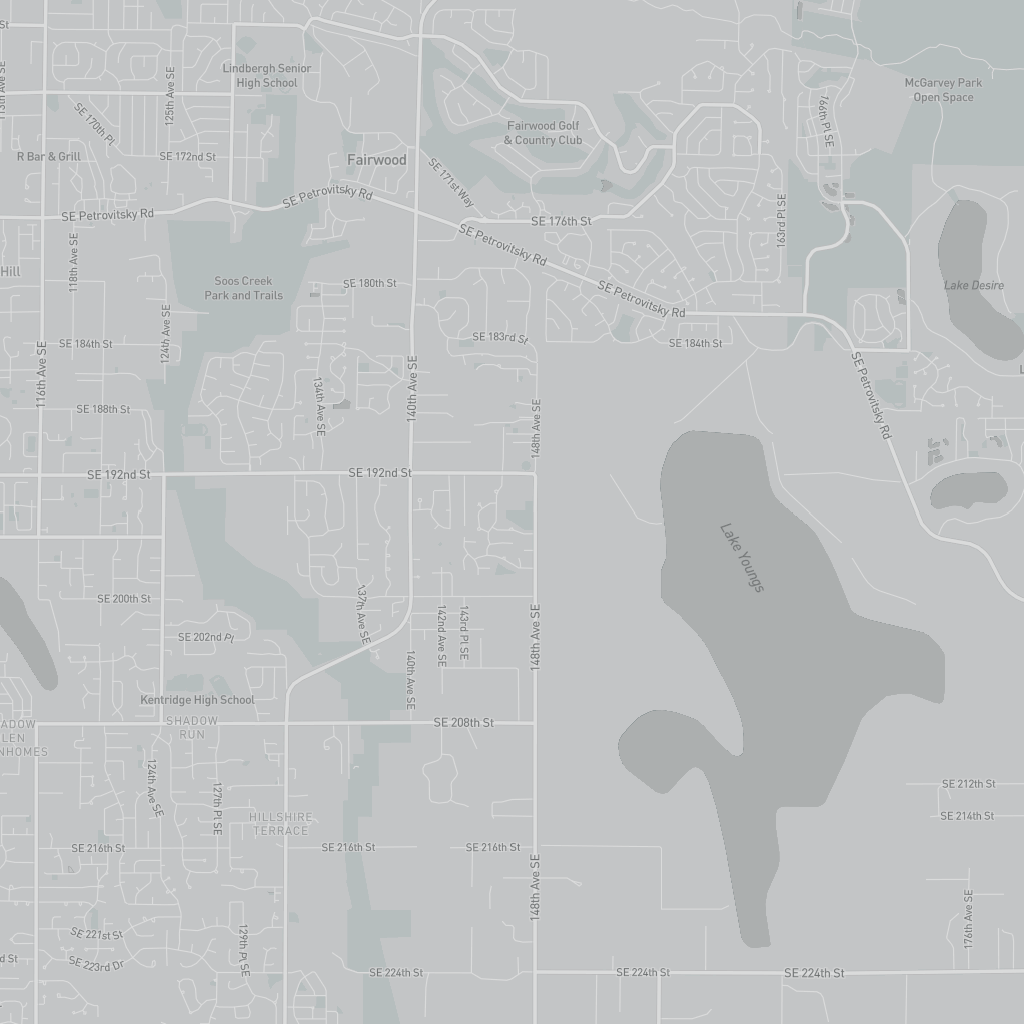 St
113th Ave SE
125th Ave SE
Lindbergh Senior
High School
McGarvey Park
Open Space
SE 170th Pl
Fairwood Golf
& Country Club
169th Pl SE
R Bar & Grill
SE 172nd St
Fairwood
SE 171st Way
SE Petrovitsky Rd
SE Petrovitsky Rd
SE 176th St
163rd Pl SE
SE Petrovitsky Rd
118th Ave SE
Hill
Soos Creek
Park and Trails
SE 180th St
SE Petrovitsky Rd
Lake Desire
124th Ave SE
SE 184th St
SE 183rd St
SE 184th St
116th Ave SE
140th Ave SE
SE Petrovitsky Rd
L
134th Ave SE
SE 188th St
148th Ave SE
SE 192nd St
SE 192nd St
Lake Youngs
SE 200th St
137th Ave SE
142nd Ave SE
143rd Pl SE
148th Ave SE
SE 202nd Pl
140th Ave SE
Kentridge High School
SHADOW
RUN
ADOW
LEN
NHOMES
SE 208th St
124th Ave SE
127th Pl SE
SE 212th St
HILLSHIRE
TERRACE
SE 214th St
SE 216th St
SE 216th St
SE 216th St
148th Ave SE
176th Ave SE
SE 221st St
129th Pl SE
d St
SE 223rd Dr
SE 224th St
SE 224th St
SE 224th St